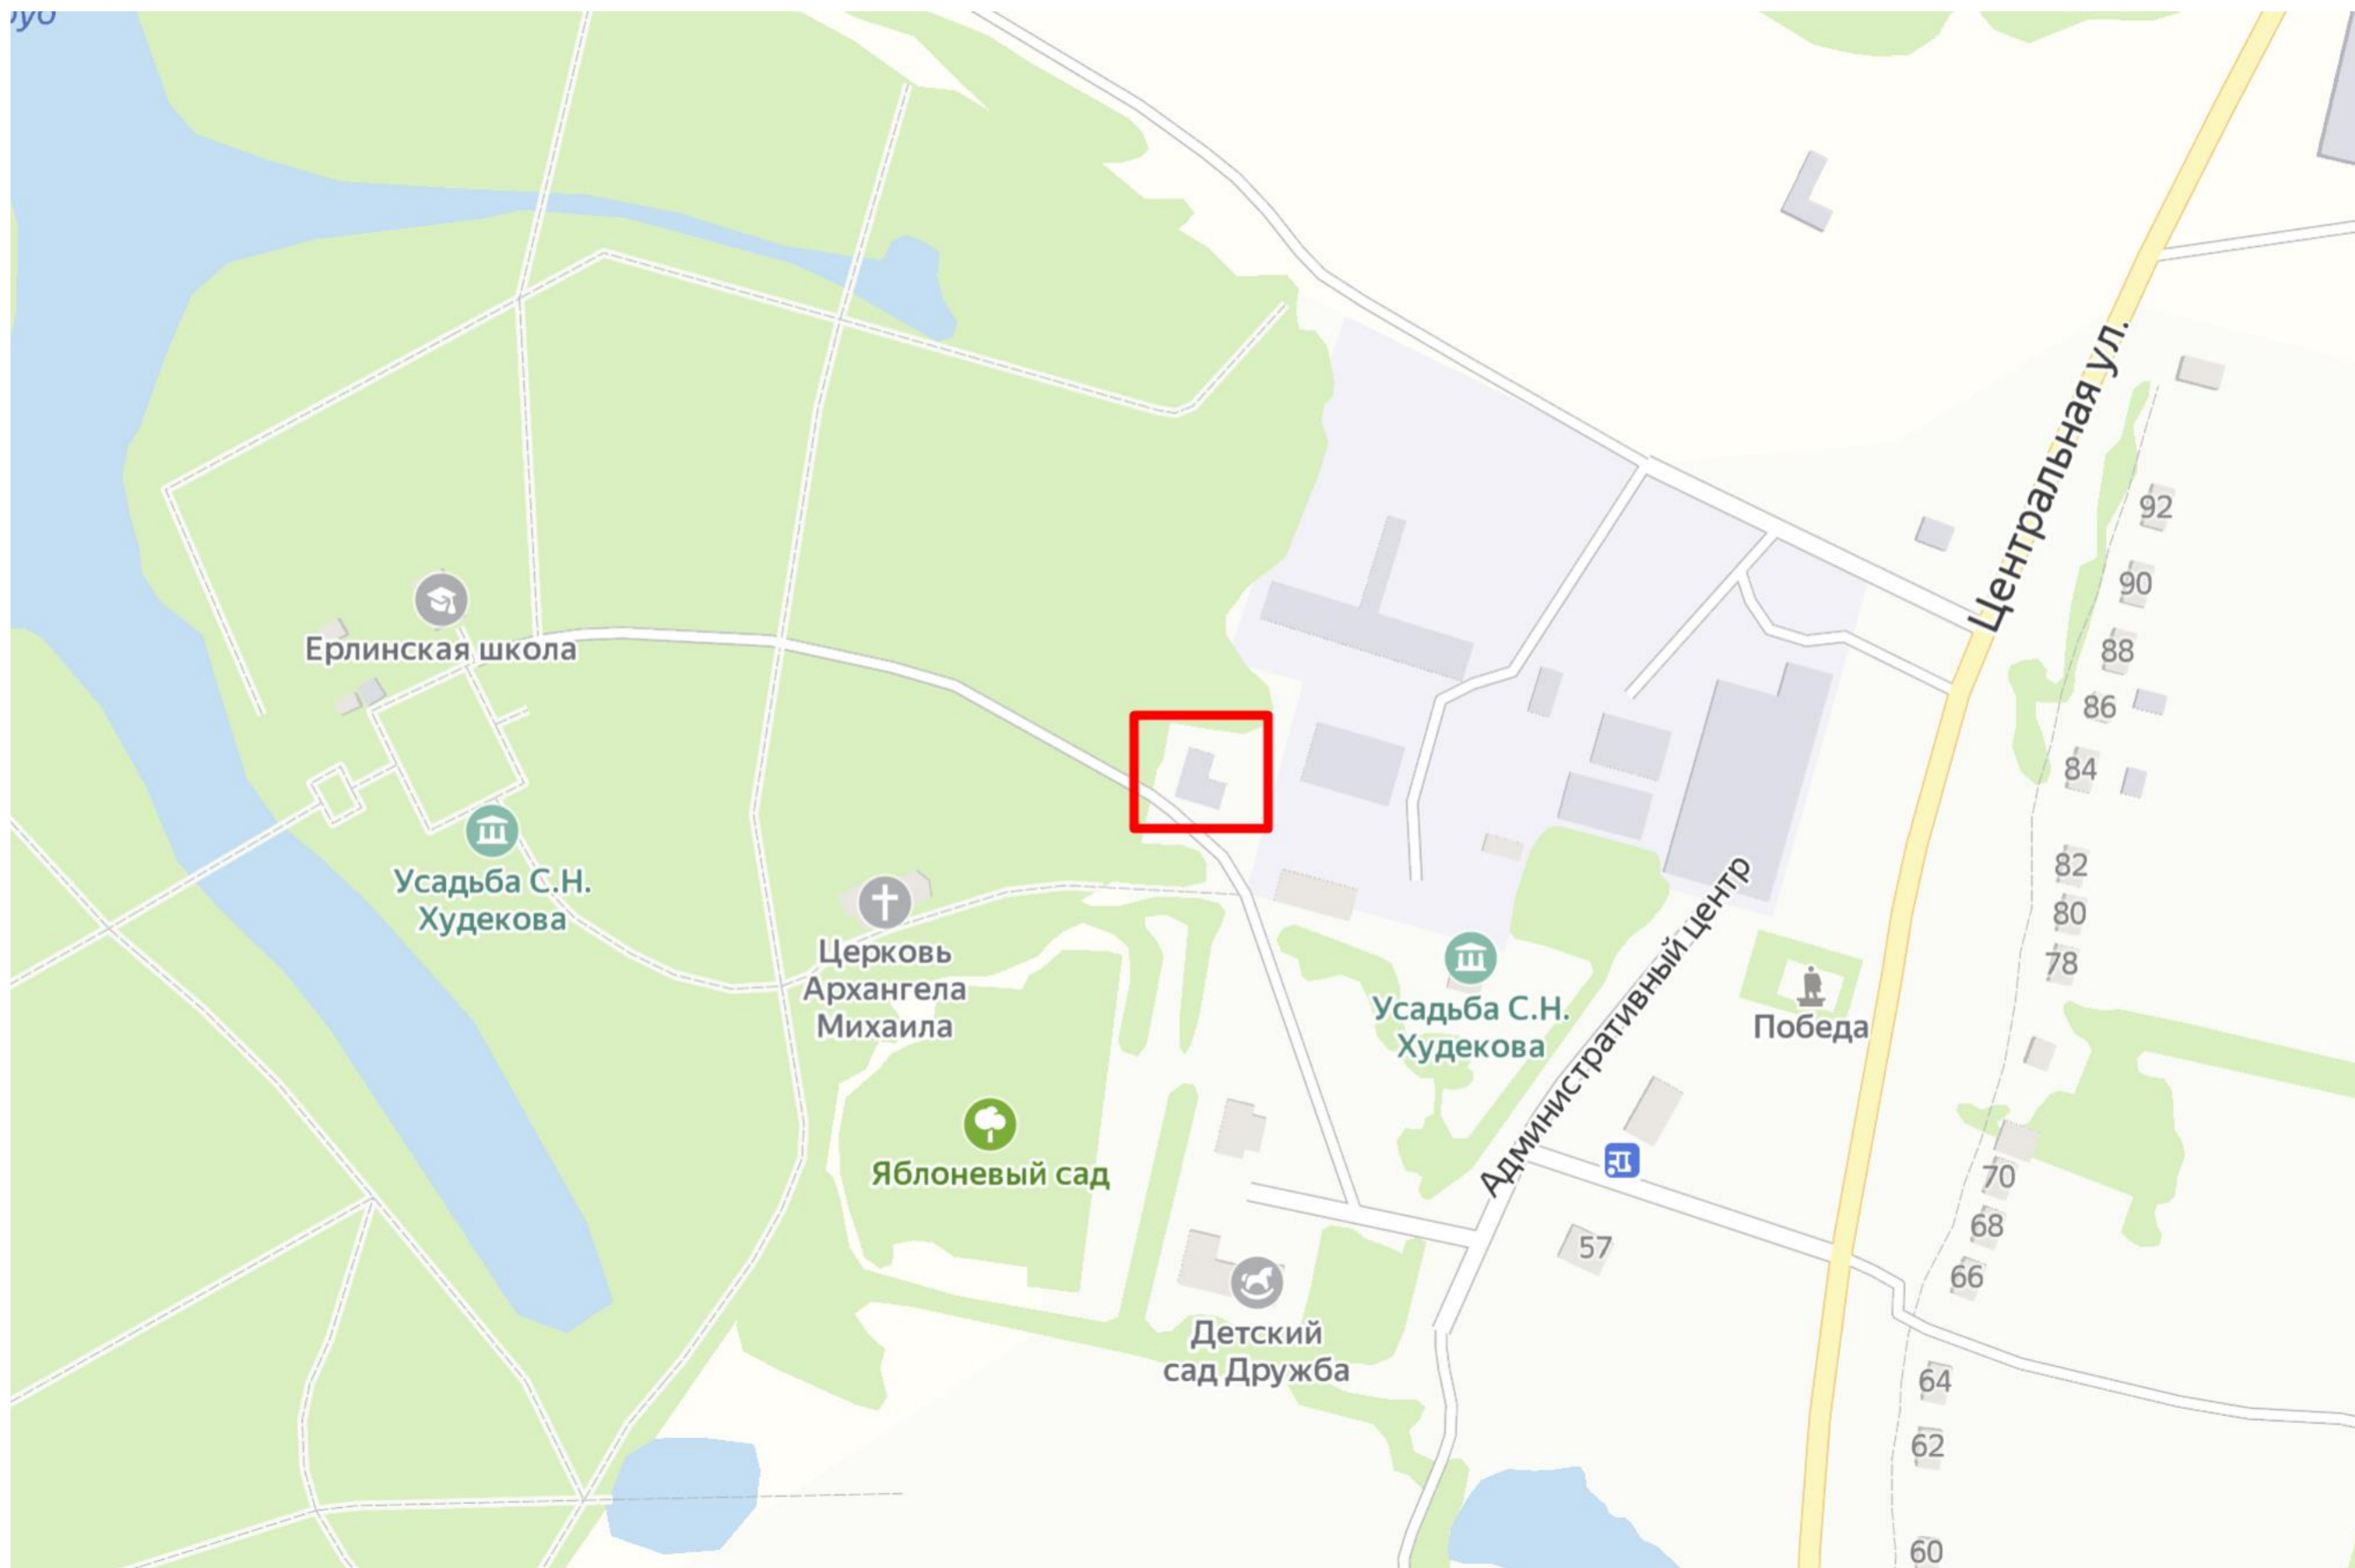 Центральная ул.
92
90
Ерлинская школа
88
86
84
Усадьба С.Н.
Худекова
82
80
78
Церковь
Архангела
Михаила
Административный центр
Усадьба С.Н.
Худекова
Победа
Яблоневый сад
70
68
57
66
Детский
сад Дружба
64
62
60